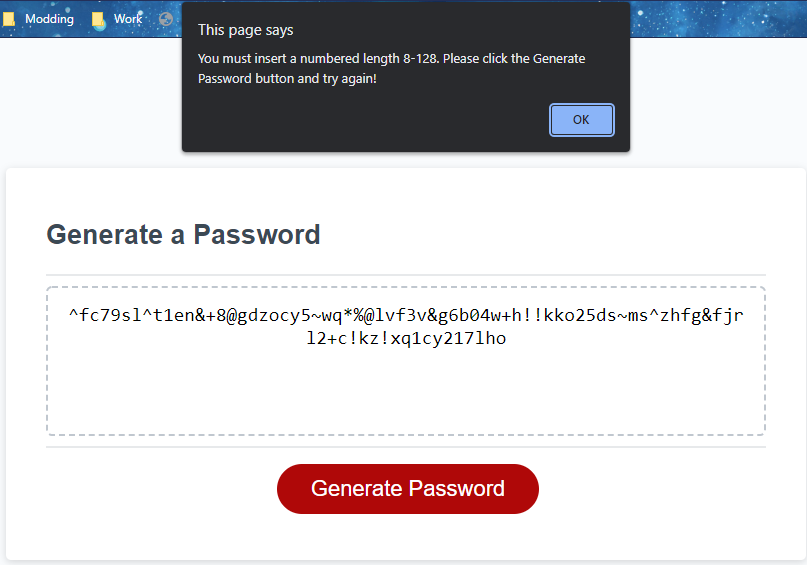 Modding Work
This page says
You must insert a numbered length 8-128. Please click the Generate
Password button and try again!
OK
Generate a Password
^fc79sl^t1en&+8@gdzocy5~wq*%@lvf3v&g6b04w+h!!kko25ds~ms^zhfg&fjr
l2+c!kz!xq1cy217lho
Generate Password